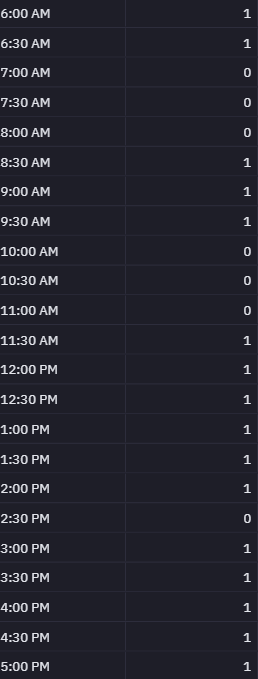 6:00 AM 1
6:30 AM 1
7:00 AM 0
7:30 AM 0
8:00 AM 0
8:30 AM 1
9:00 AM 1
9:30 AM 1
10:00 AM 0
10:30 AM 0
11:00 AM 0
11:30 AM 1
12:00 PM 1
12:30 PM 1
1:00 PM 1
1:30 PM 1
2:00 PM 1
2:30 PM 0
3:00 PM 1
3:30 PM 1
4:00 PM 1
4:30 PM 1
5:00 PM 1